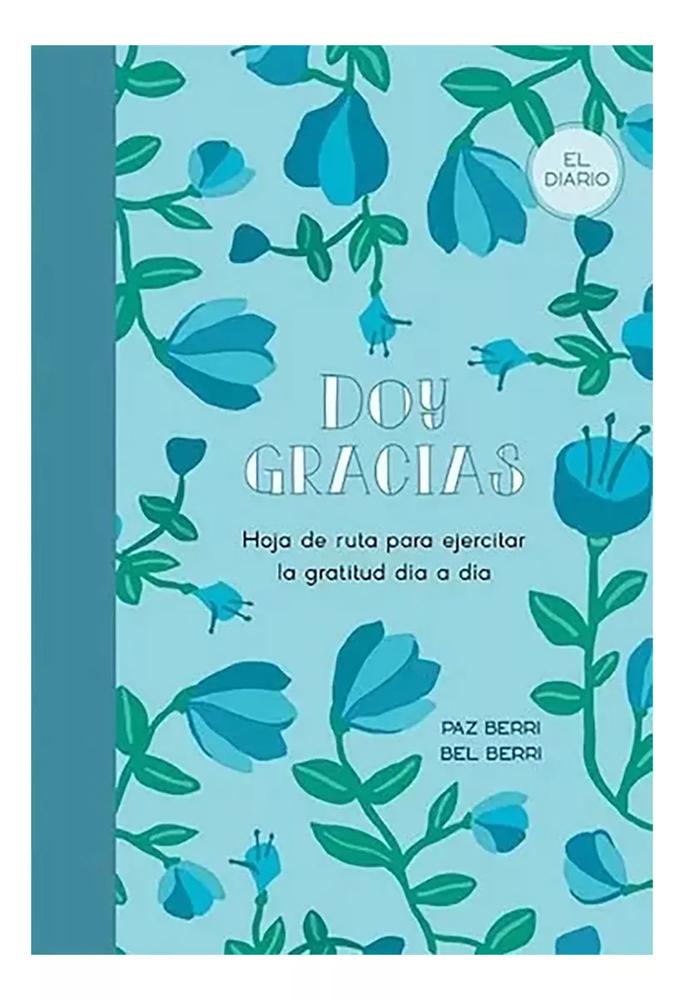 EL
DIARIO
DOY
GRACIAS
Hoja de ruta para ejercitar
la gratitud día a día
PAZ BERRI
BEL BERRI